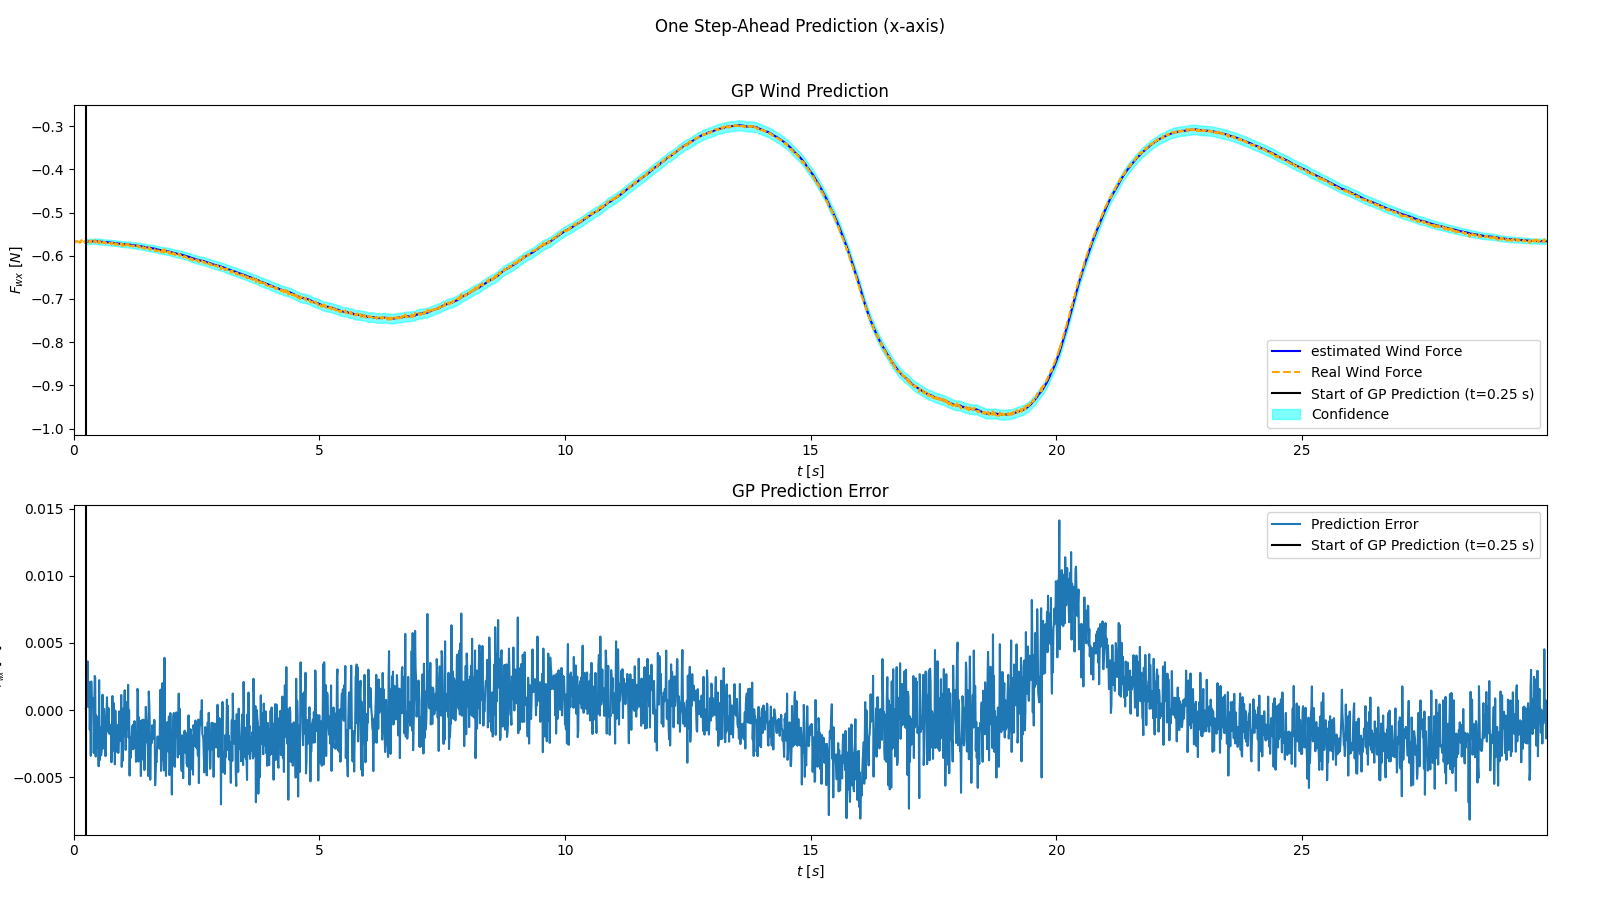 One Step-Ahead Prediction (x-axis)
GP Wind Prediction
−0.3
−0.4
−0.5
−0.6
−0.7
−0.8
−0.9
−1.0
F_wx [N]
estimated Wind Force
Real Wind Force
Start of GP Prediction (t=0.25 s)
Confidence
0 5 10 15 20 25
t [s]
GP Prediction Error
0.015
0.010
0.005
0.000
−0.005
Prediction Error
Start of GP Prediction (t=0.25 s)
0 5 10 15 20 25
t [s]